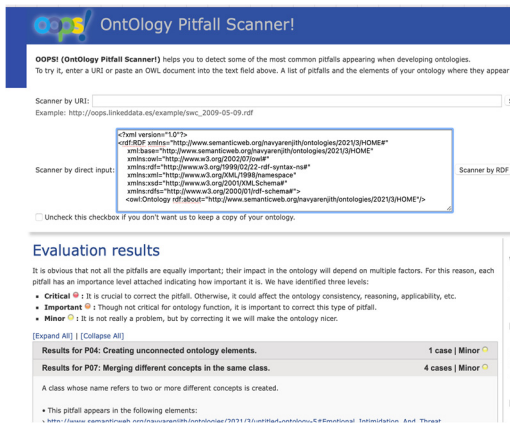 oops! OntOlogy Pitfall Scanner!
OOPS! (OntOlogy Pitfall Scanner!) helps you to detect some of the most common pitfalls appearing when developing ontologies.
To try it, enter a URI or paste an OWL document into the text field above. A list of pitfalls and the elements of your ontology where they appear
Scanner by URI:
Example: http://oops.linkeddata.es/example/swc_2009-05-09.rdf
<?xml version="1.0"?>
<rdf:RDF xmlns="http://www.semanticweb.org/navyarenjith/ontologies/2021/3/HOME#"
xml:base="http://www.semanticweb.org/navyarenjith/ontologies/2021/3/HOME"
xmlns:owl="http://www.w3.org/2002/07/owl#"
xmlns:rdf="http://www.w3.org/1999/02/22-rdf-syntax-ns#"
xmlns:xml="http://www.w3.org/XML/1998/namespace"
Scanner by direct input:
xmlns:xsd="http://www.w3.org/2001/XMLSchema#"
Scanner by RDF
xmlns:rdfs="http://www.w3.org/2000/01/rdf-schema#">
<owl:Ontology rdf:about="http://www.semanticweb.org/navyarenjith/ontologies/2021/3/HOME"/>
Uncheck this checkbox if you don't want us to keep a copy of your ontology.
Evaluation results
It is obvious that not all the pitfalls are equally important; their impact in the ontology will depend on multiple factors. For this reason, each
pitfall has an importance level attached indicating how important it is. We have identified three levels:
• Critical : It is crucial to correct the pitfall. Otherwise, it could affect the ontology consistency, reasoning, applicability, etc.
• Important : Though not critical for ontology function, it is important to correct this type of pitfall.
• Minor : It is not really a problem, but by correcting it we will make the ontology nicer.
[Expand All] | [Collapse All]
Results for P04: Creating unconnected ontology elements. 1 case | Minor
Results for P07: Merging different concepts in the same class. 4 cases | Minor
A class whose name refers to two or more different concepts is created.
• This pitfall appears in the following elements:
› http://www.semanticweb.org/navyarenjith/ontologies/2021/3/untitled-ontology-5#Emotional_Intimidation_And_Threat